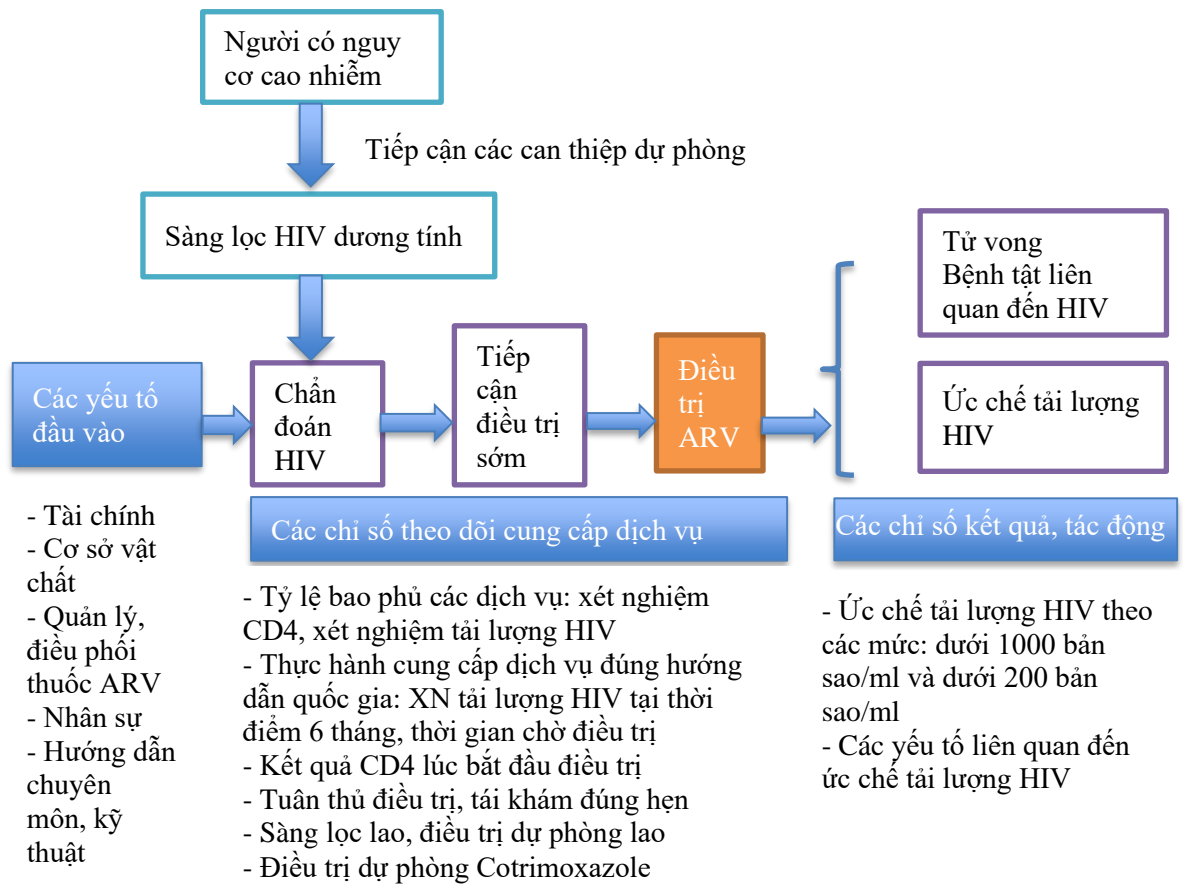 Người có nguy
cơ cao nhiễm
Tiếp cận các can thiệp dự phòng
Sàng lọc HIV dương tính
Các yếu tố
đầu vào
Chẩn
đoán
HIV
Tiếp
cận
điều trị
sớm
Điều
trị
ARV
Tử vong
Bệnh tật liên
quan đến HIV
Ức chế tải lượng
HIV
- Tài chính
- Cơ sở vật
chất
- Quản lý,
điều phối
thuốc ARV
- Nhân sự
- Hướng dẫn
chuyên
môn, kỹ
thuật
Các chỉ số theo dõi cung cấp dịch vụ
- Tỷ lệ bao phủ các dịch vụ: xét nghiệm
CD4, xét nghiệm tải lượng HIV
- Thực hành cung cấp dịch vụ đúng hướng
dẫn quốc gia: XN tải lượng HIV tại thời
điểm 6 tháng, thời gian chờ điều trị
- Kết quả CD4 lúc bắt đầu điều trị
- Tuân thủ điều trị, tái khám đúng hẹn
- Sàng lọc lao, điều trị dự phòng lao
- Điều trị dự phòng Cotrimoxazole
Các chỉ số kết quả, tác động
- Ức chế tải lượng HIV theo
các mức: dưới 1000 bản
sao/ml và dưới 200 bản
sao/ml
- Các yếu tố liên quan đến
ức chế tải lượng HIV